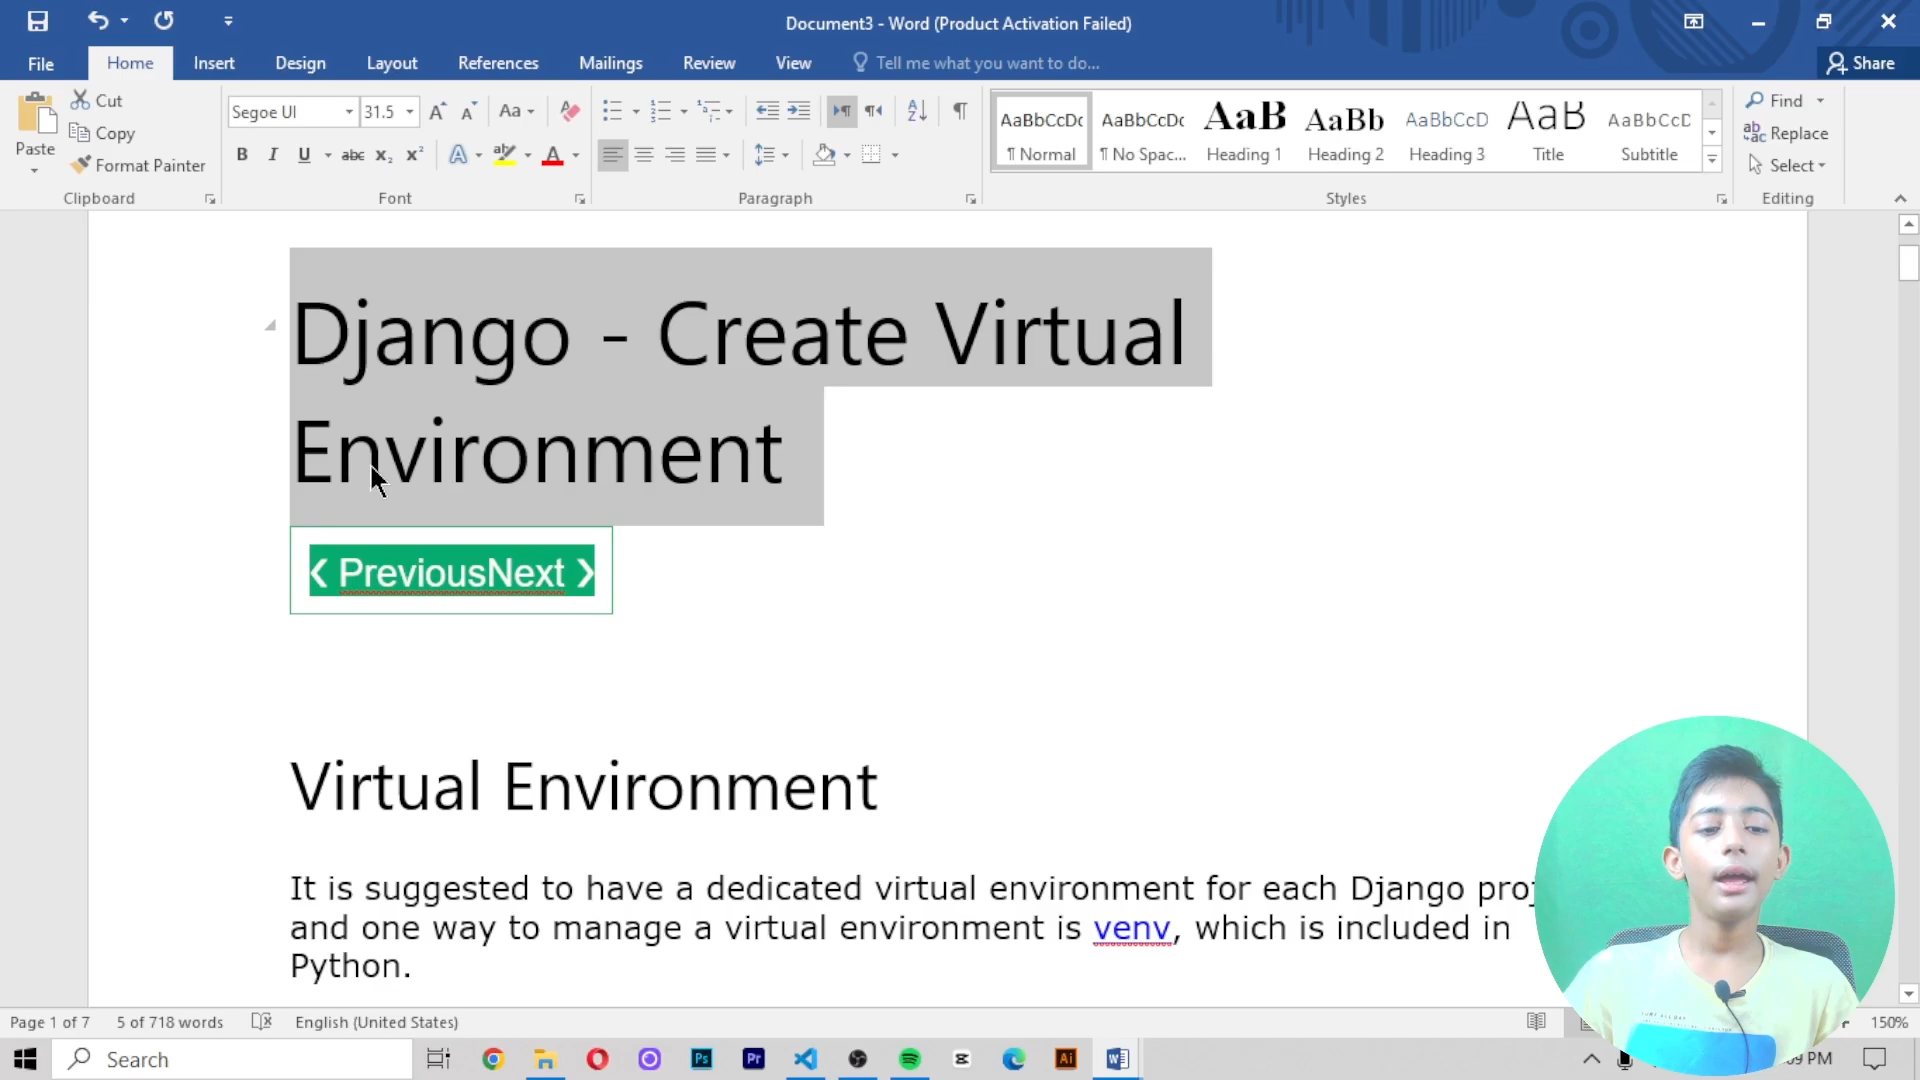 Document3 - Word (Product Activation Failed)
File Home Insert Design Layout References Mailings Review View Tell me what you want to do... Share
Paste
Cut
Copy
Format Painter
Clipboard
Segoe UI 31.5
Font
Paragraph
AaBbCcDc AaBbCcDc AaB AaBb AaBbCcD AaB AaBbCcD
¶ Normal ¶ No Spac... Heading 1 Heading 2 Heading 3 Title Subtitle
Styles
Find
Replace
Select
Editing
Django - Create Virtual
Environment
❮ PreviousNext ❯
Virtual Environment
It is suggested to have a dedicated virtual environment for each Django
and one way to manage a virtual environment is venv, which is included in
Python.
Page 1 of 7 5 of 718 words English (United States) 150%
Search
PM